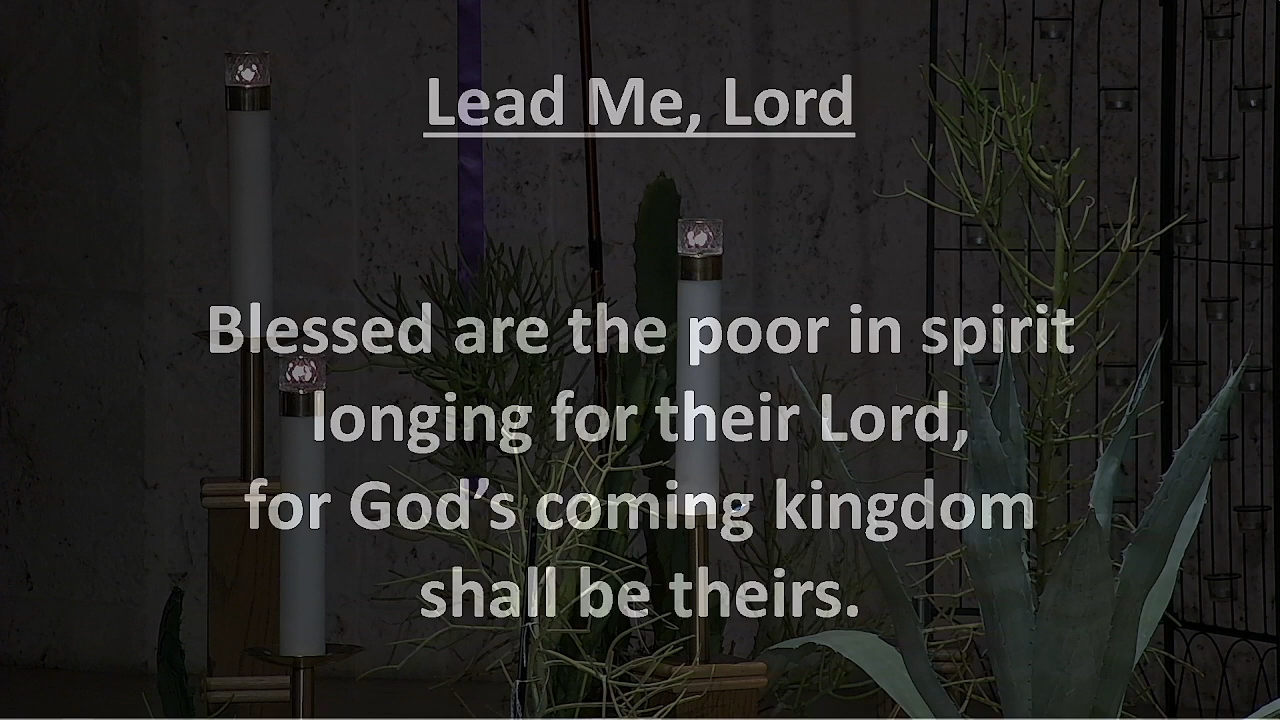 Lead Me, Lord
Blessed are the poor in spirit
longing for their Lord,
for God’s coming kingdom
shall be theirs.